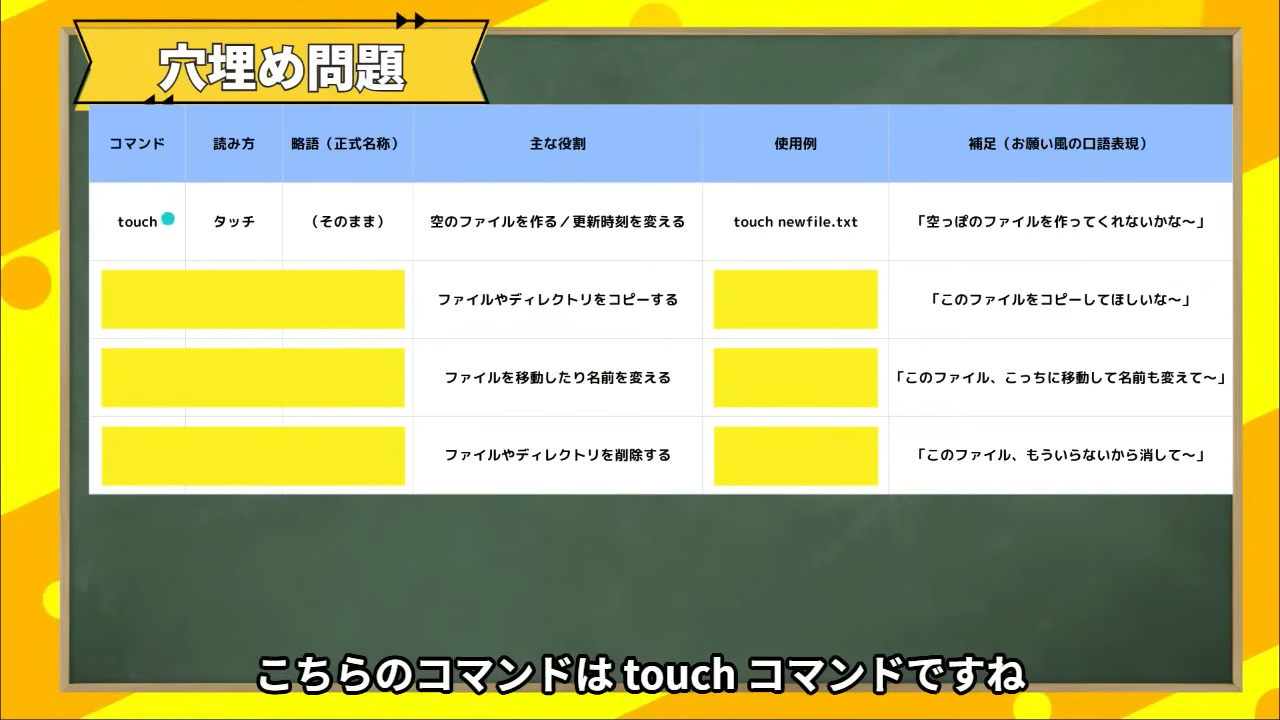 穴埋め問題
コマンド 読み方 略語（正式名称） 主な役割 使用例 補足（お願い風の口語表現）
touch タッチ （そのまま） 空のファイルを作る／更新時刻を変える touch newfile.txt 「空っぽのファイルを作ってくれないかな〜」
ファイルやディレクトリをコピーする 「このファイルをコピーしてほしいな〜」
ファイルを移動したり名前を変える 「このファイル、こっちに移動して名前も変えて〜」
ファイルやディレクトリを削除する 「このファイル、もういらないから消して〜」
こちらのコマンドは touch コマンドですね